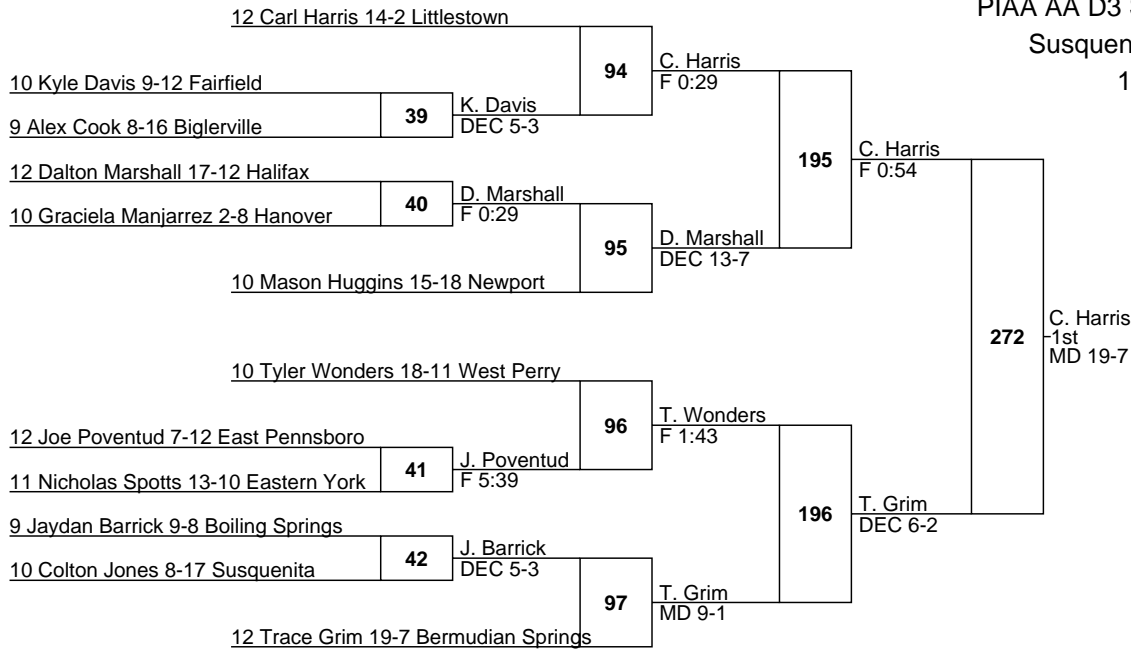 PIAA AA D3
12 Carl Harris 14-2 Littlestown
Susquen
94
C. Harris
F 0:29
1
10 Kyle Davis 9-12 Fairfield
39
K. Davis
DEC 5-3
9 Alex Cook 8-16 Biglerville
195
C. Harris
F 0:54
12 Dalton Marshall 17-12 Halifax
40
D. Marshall
F 0:29
10 Graciela Manjarrez 2-8 Hanover
95
D. Marshall
DEC 13-7
10 Mason Huggins 15-18 Newport
272
C. Harris
1st
MD 19-7
10 Tyler Wonders 18-11 West Perry
96
T. Wonders
F 1:43
12 Joe Poventud 7-12 East Pennsboro
41
J. Poventud
F 5:39
11 Nicholas Spotts 13-10 Eastern York
196
T. Grim
DEC 6-2
9 Jaydan Barrick 9-8 Boiling Springs
42
J. Barrick
DEC 5-3
10 Colton Jones 8-17 Susquenita
97
T. Grim
MD 9-1
12 Trace Grim 19-7 Bermudian Springs